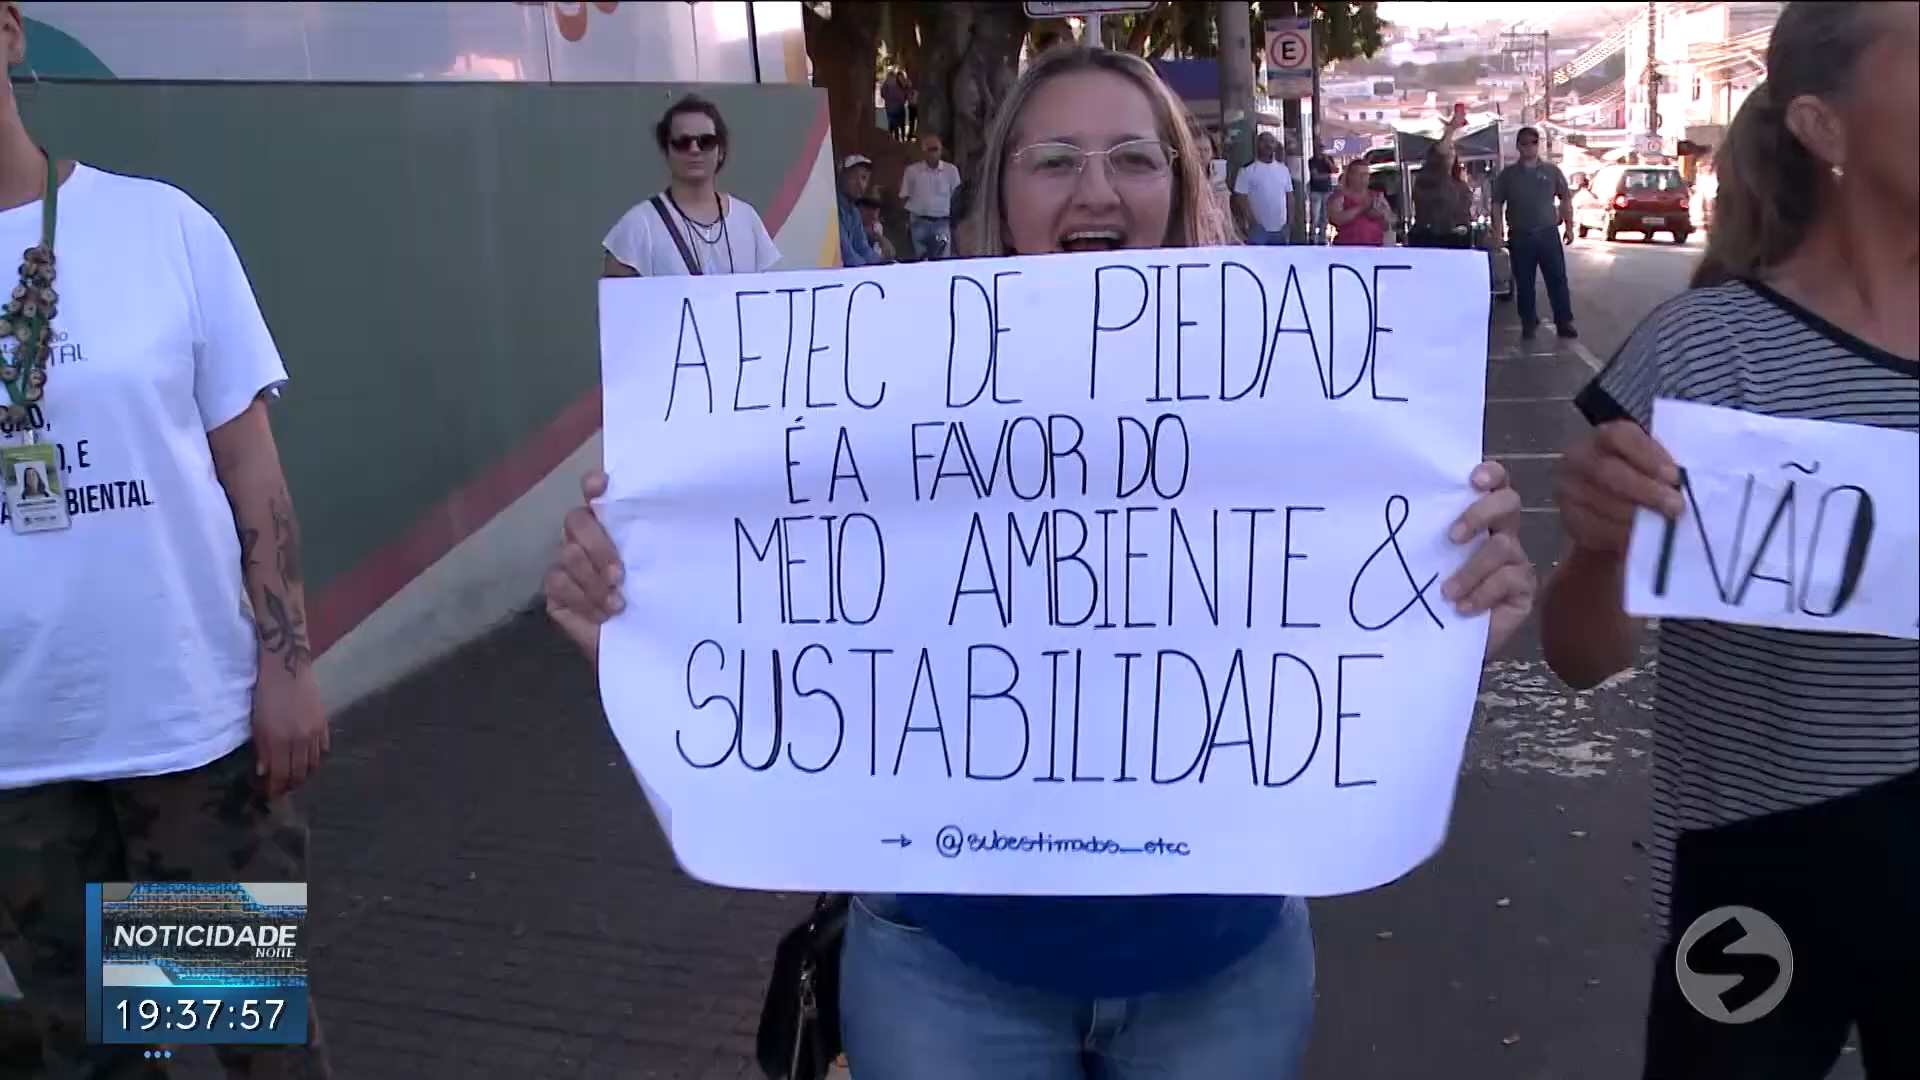 E
A ETEC DE PIEDADE
É A FAVOR DO
MEIO AMBIENTE &
SUSTABILIDADE
→ @subestimados_etec
NÃO
, E
BIENTAL
NOTICIDADE
NOITE
19:37:57